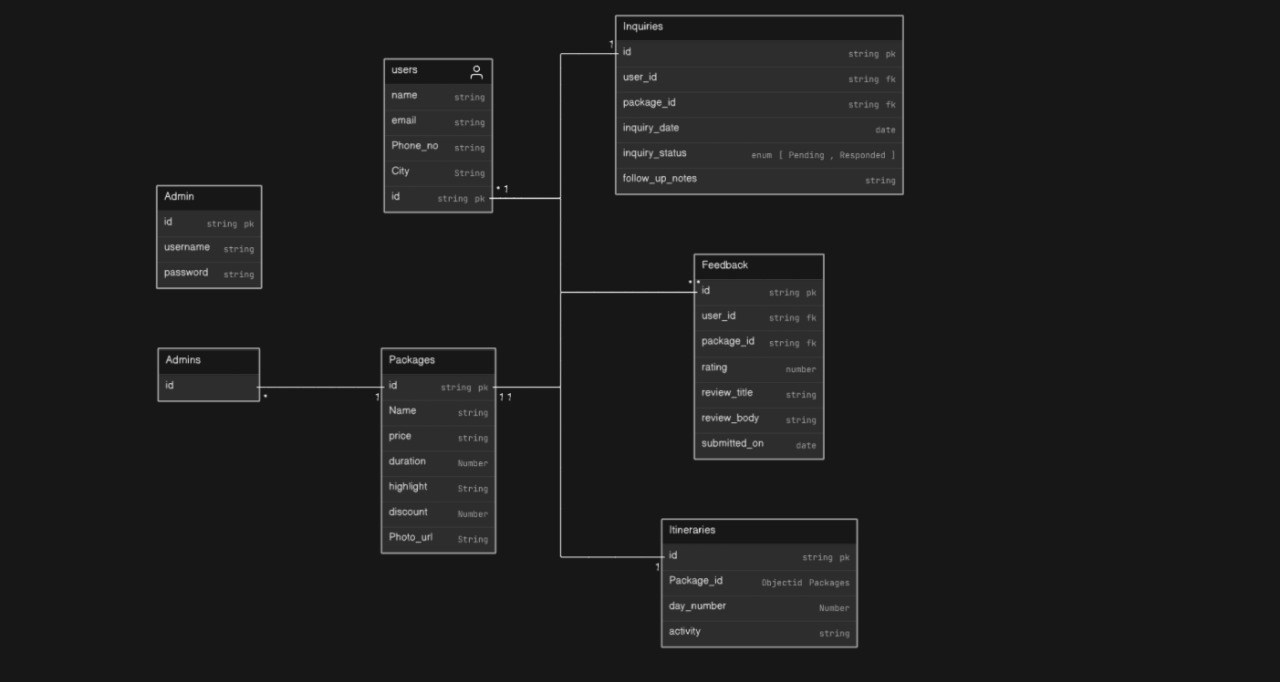 users
name string
email string
Phone_no string
City String
id string pk
* 1
Admin
id string pk
username string
password string
Admins
id
*
1
Packages
id string pk
Name string
price string
duration Number
highlight String
discount Number
Photo_url String
1 1
Inquiries
1
id string pk
user_id string fk
package_id string fk
inquiry_date date
inquiry_status enum [ Pending , Responded ]
follow_up_notes string
Feedback
* *
id string pk
user_id string fk
package_id string fk
rating number
review_title string
review_body string
submitted_on date
Itineraries
id string pk
1
Package_id Objectid Packages
day_number Number
activity string